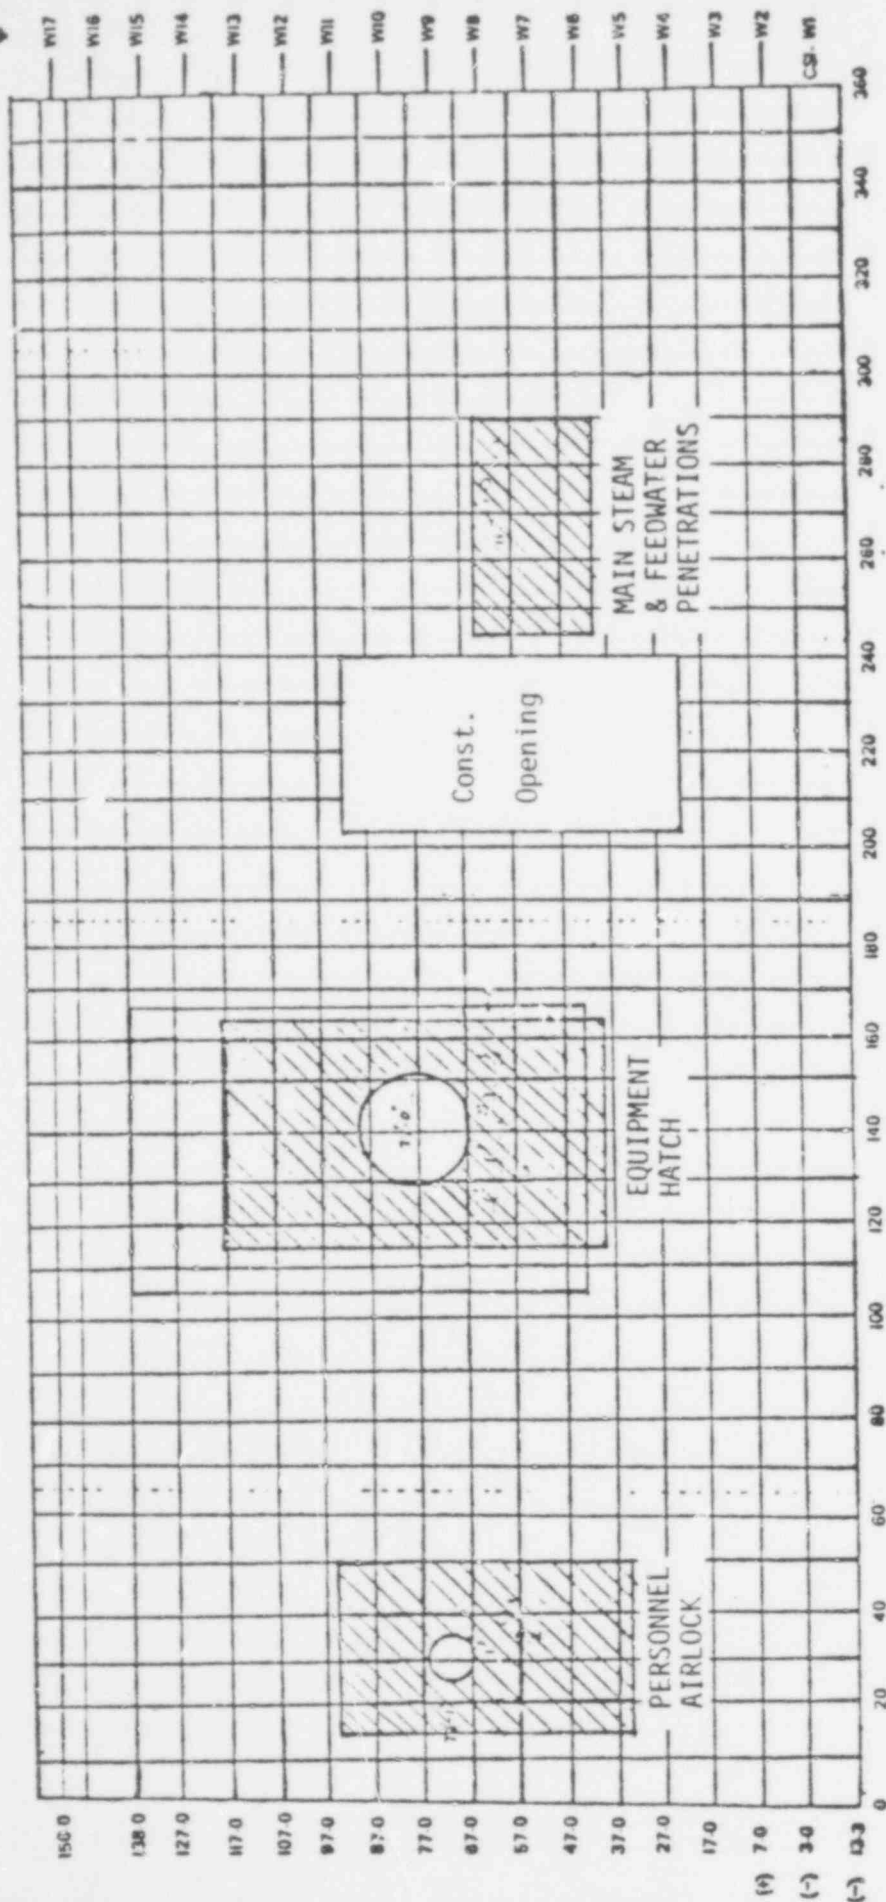 W17
W16
W15
W14
W13
W12
W11
W10
W9
W8
W7
W6
W5
W4
W3
W2
W1
150.0
138.0
127.0
117.0
107.0
97.0
87.0
77.0
67.0
57.0
47.0
37.0
27.0
17.0
(+) 7.0
(-) 3.0
(-) 13.3
Const.
Opening
MAIN STEAM
& FEEDWATER
PENETRATIONS
EQUIPMENT
HATCH
PERSONNEL
AIRLOCK
0
20
40
60
80
100
120
140
160
180
200
220
240
260
280
300
320
340
360